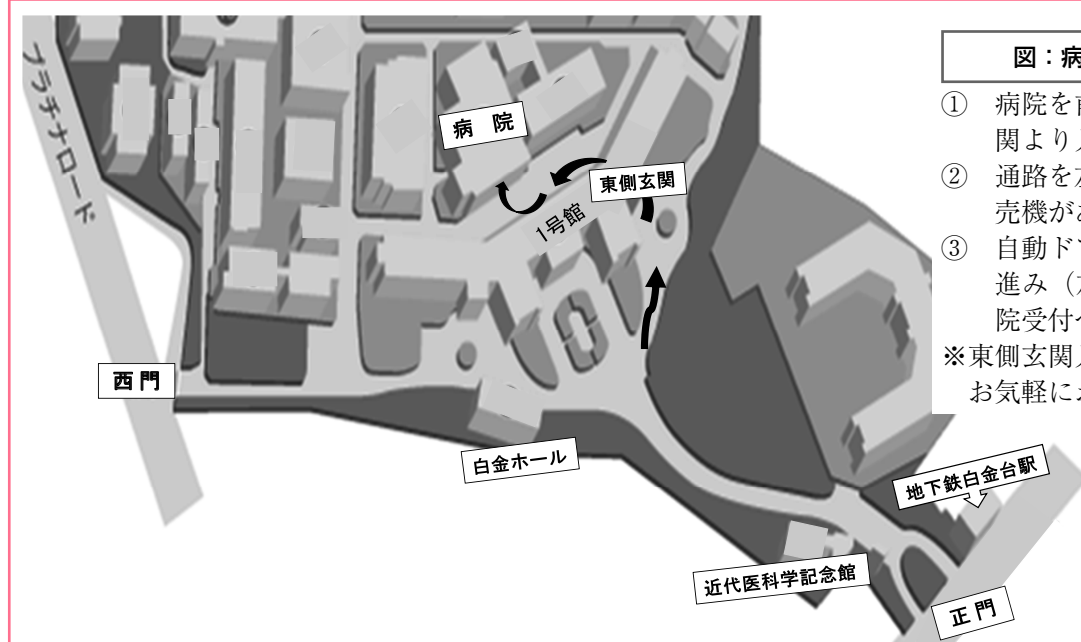 プラチナロード
病　院
東側玄関
1号館
西門
白金ホール
近代医科学記念館
地下鉄白金台駅
正門
図：病
①　病院を
関より
②　通路を
売機が
③　自動ド
進み（
院受付
※東側玄関
お気軽に